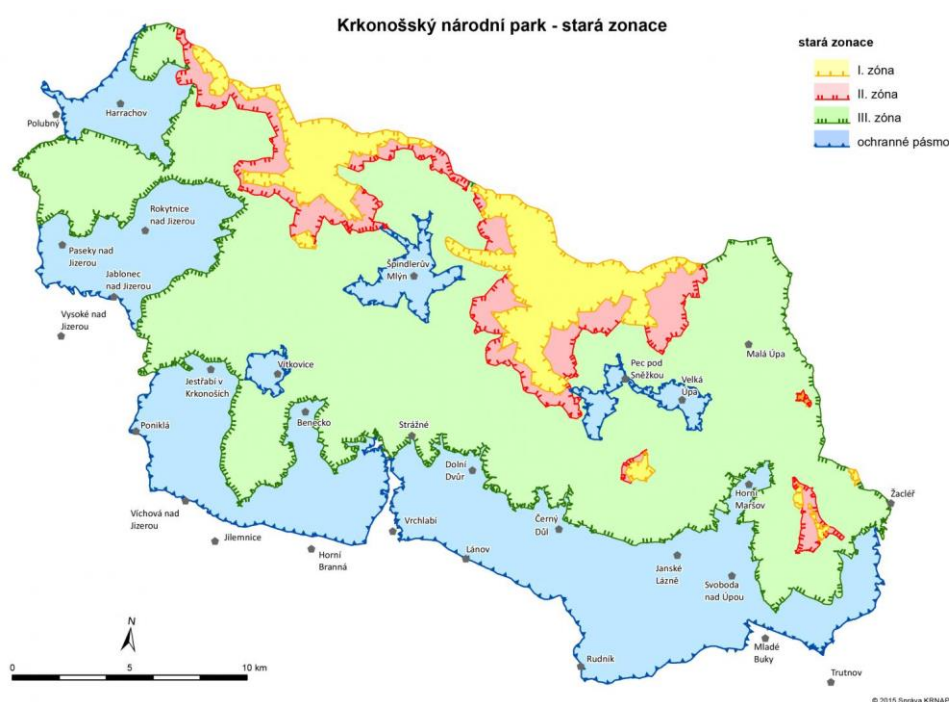 Krkonošský národní park - stará zonace
stará zonace
I. zóna
II. zóna
III. zóna
ochranné pásmo
Harrachov
Polubný
Rokytnice
nad Jizerou
Paseky nad
Jizerou
Jablonec
nad Jizerou
Vysoké nad
Jizerou
Špindlerův
Mlýn
Malá Úpa
Pec pod
Sněžkou
Velká
Úpa
Vítkovice
Jestřabí v
Krkonoších
Benecko
Poniklá
Strážné
Dolní
Dvůr
Horní
Maršov
Žacléř
Víchová nad
Jizerou
Jilemnice
Horní
Branná
Vrchlabí
Lánov
Černý
Důl
Janské
Lázně
Svoboda
nad Úpou
Mladé
Buky
Rudník
Trutnov
N
0 5 10 km
© 2015 Správa KRNAP